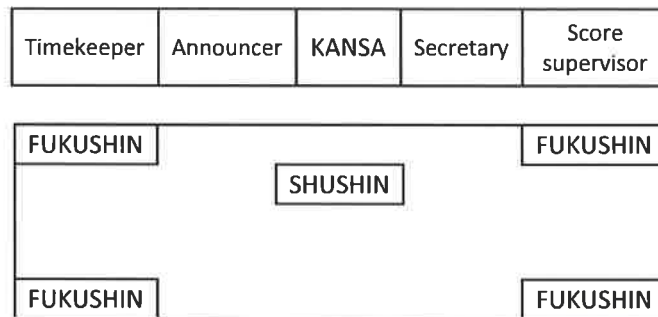 Timekeeper Announcer KANSA Secretary Score supervisor
FUKUSHIN FUKUSHIN
SHUSHIN
FUKUSHIN FUKUSHIN